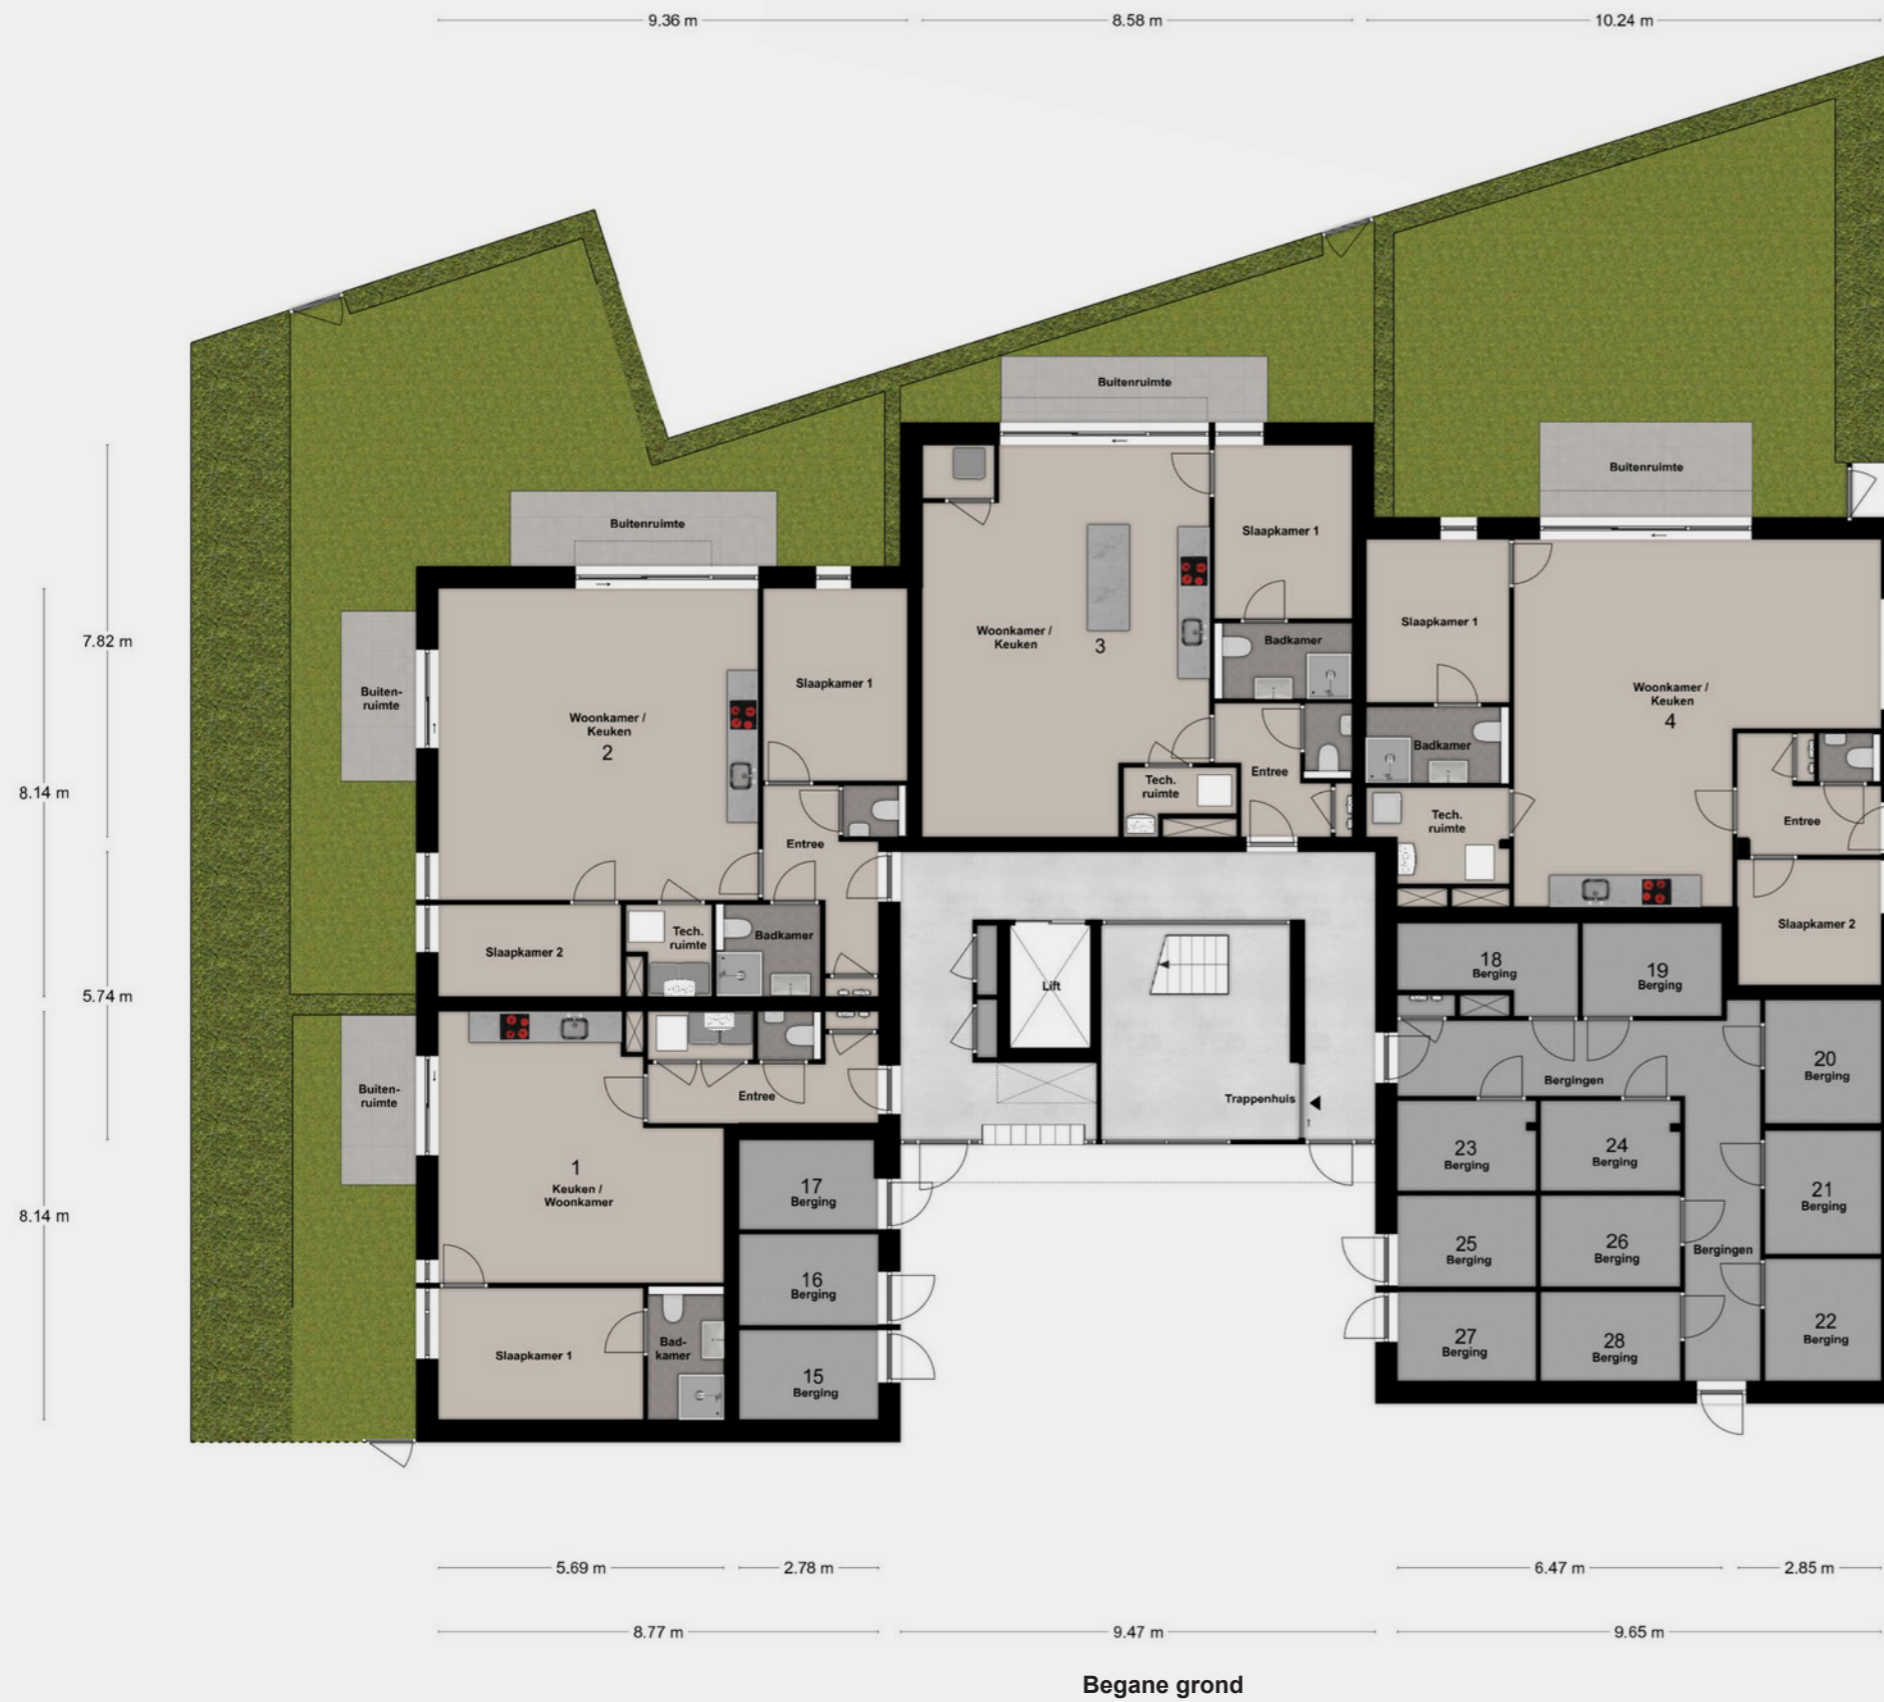 9.36 m
8.58 m
10.24 m
Buitenruimte
Buitenruimte
Buitenruimte
7.82 m
8.14 m
5.74 m
8.14 m
Buiten-
ruimte
Woonkamer /
Keuken
2
Slaapkamer 1
Entree
Slaapkamer 2
Tech.
ruimte
Badkamer
Woonkamer /
Keuken
3
Slaapkamer 1
Badkamer
Tech.
ruimte
Entree
Slaapkamer 1
Woonkamer /
Keuken
4
Badkamer
Tech.
ruimte
Entree
Slaapkamer 2
Lift
Trappenhuis
Buiten-
ruimte
Entree
1
Keuken /
Woonkamer
Slaapkamer 1
Bad-
kamer
17
Berging
16
Berging
15
Berging
18
Berging
19
Berging
Bergingen
20
Berging
23
Berging
24
Berging
21
Berging
25
Berging
26
Berging
Bergingen
27
Berging
28
Berging
22
Berging
5.69 m
2.78 m
6.47 m
2.85 m
8.77 m
9.47 m
9.65 m
Begane grond